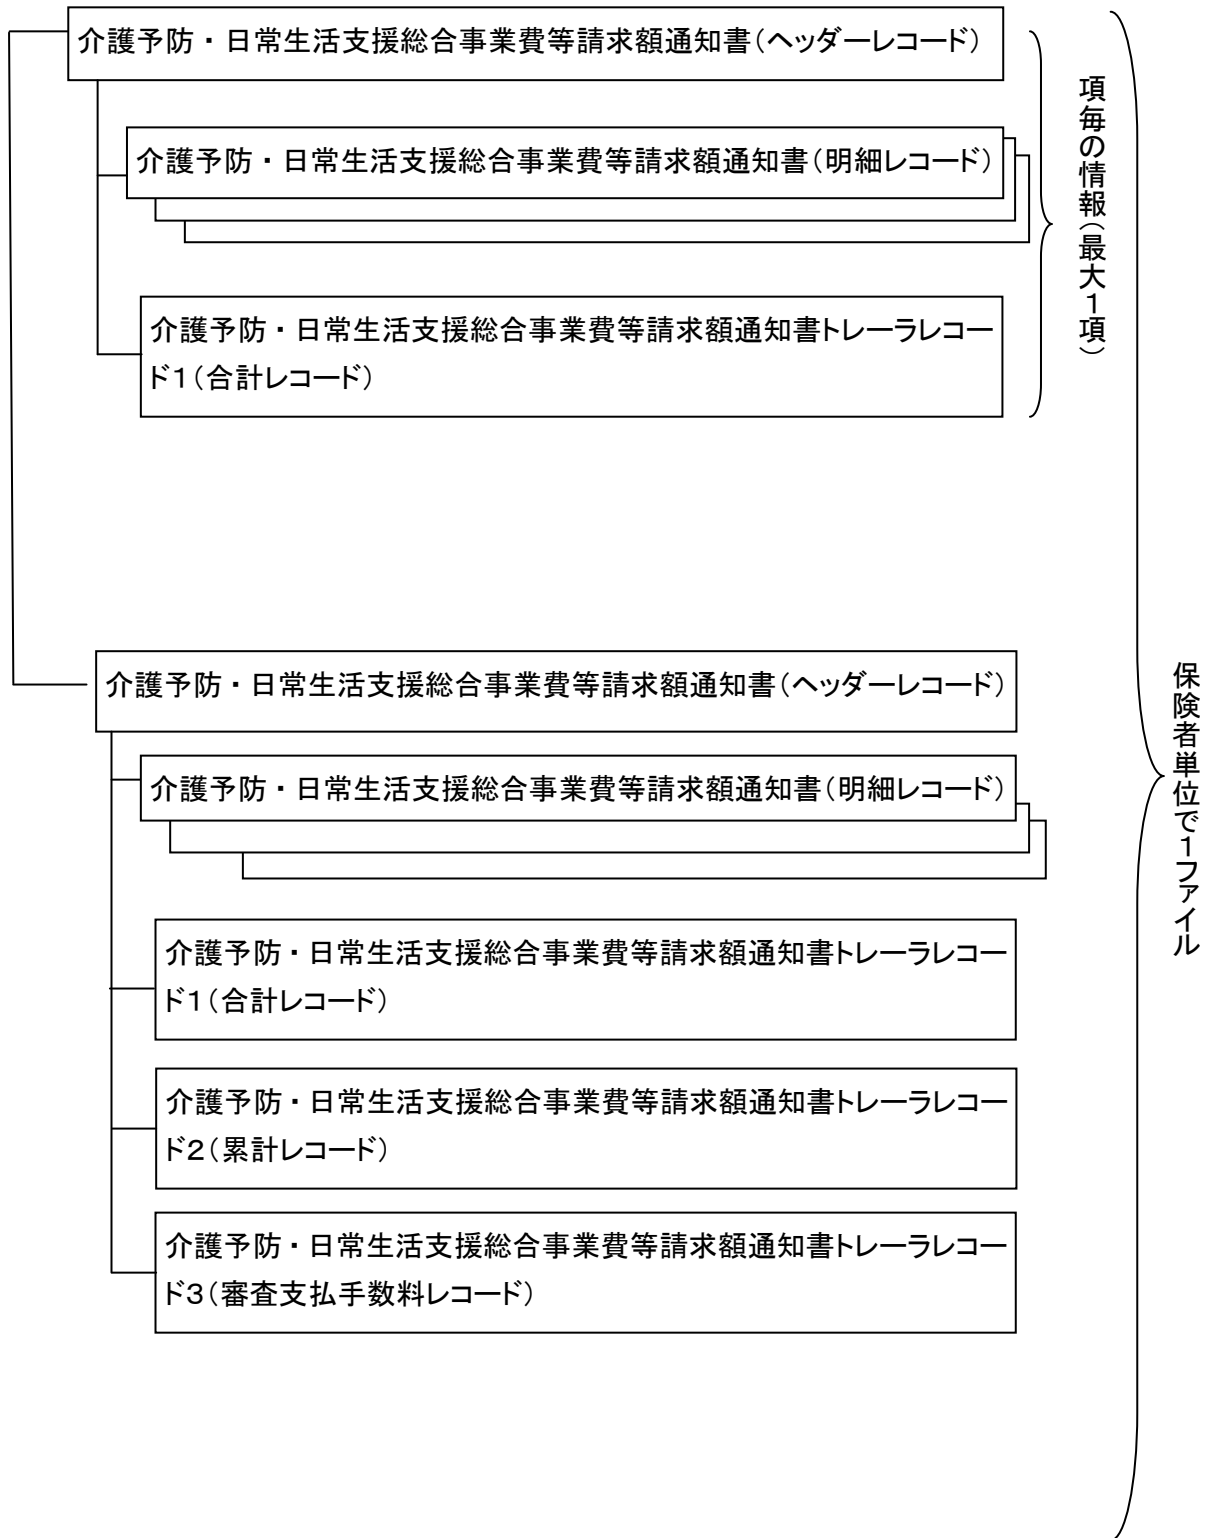 介護予防・日常生活支援総合事業費等請求額通知書（ヘッダーレコード）
介護予防・日常生活支援総合事業費等請求額通知書（明細レコード）
介護予防・日常生活支援総合事業費等請求額通知書トレーラレコー
ド１（合計レコード）
項毎の情報（最大１項）
介護予防・日常生活支援総合事業費等請求額通知書（ヘッダーレコード）
介護予防・日常生活支援総合事業費等請求額通知書（明細レコード）
介護予防・日常生活支援総合事業費等請求額通知書トレーラレコー
ド１（合計レコード）
介護予防・日常生活支援総合事業費等請求額通知書トレーラレコー
ド２（累計レコード）
介護予防・日常生活支援総合事業費等請求額通知書トレーラレコー
ド３（審査支払手数料レコード）
保険者単位で１ファイル